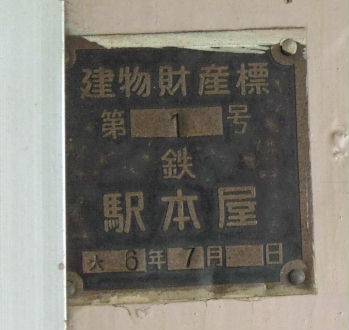 建物財産標
第1号
鉄
駅本屋
大6年7月 日